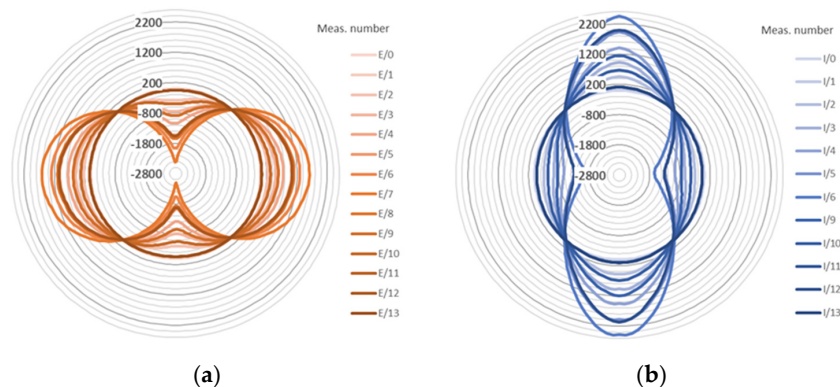 Meas. number
2200
1200
200
-800
-1800
-2800
E/0
E/1
E/2
E/3
E/4
E/5
E/6
E/7
E/8
E/9
E/10
E/11
E/12
E/13
(a)
Meas. number
2200
1200
200
-800
-1800
-2800
I/0
I/1
I/2
I/3
I/4
I/5
I/6
I/9
I/10
I/11
I/12
I/13
(b)